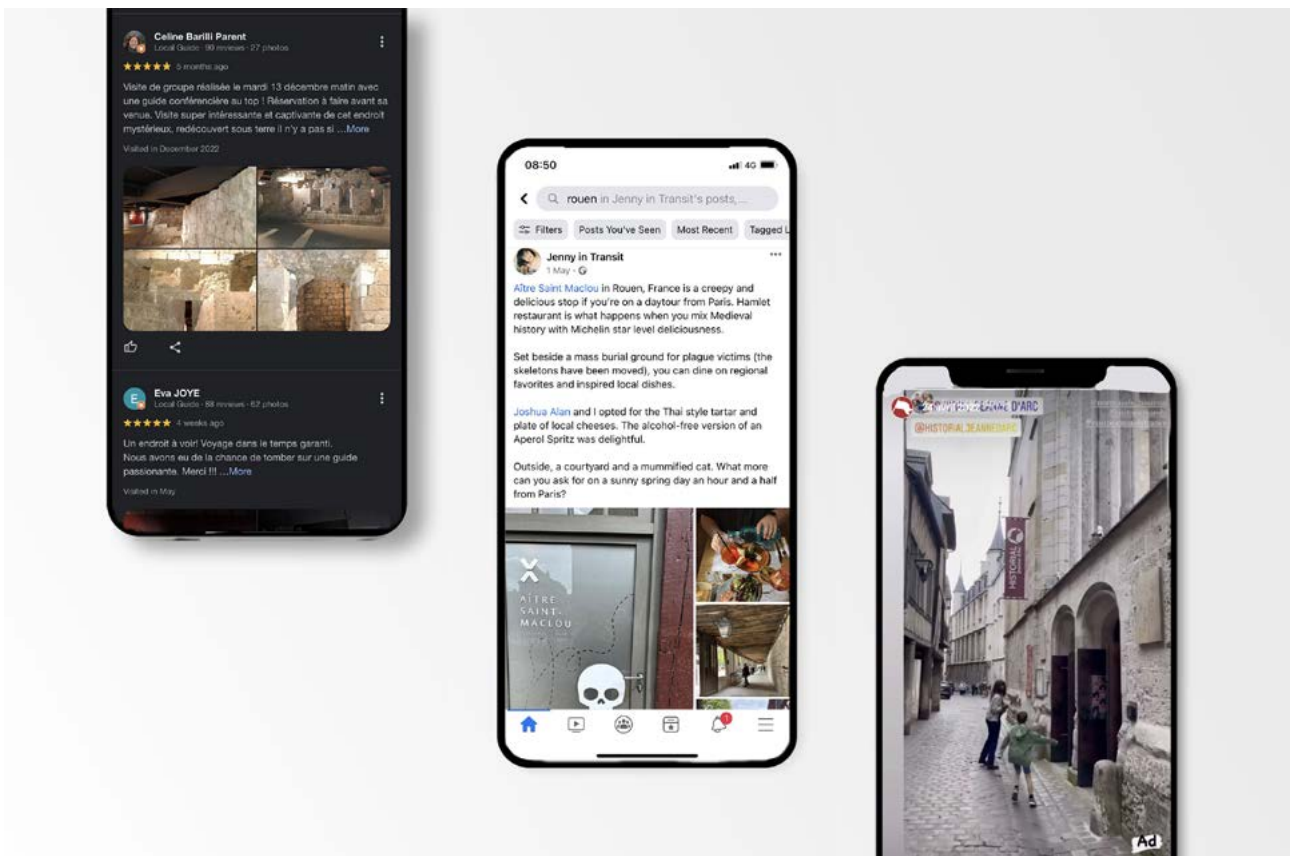 Celine Barilli Parent
Local Guide · 90 reviews · 27 photos
5 months ago
Visite de groupe réalisée le mardi 13 décembre matin avec
une guide conférencière au top ! Réservation à faire avant sa
venue. Visite super intéressante et captivante de cet endroit
mystérieux, redécouvert sous terre il n'y a pas si ...More
Visited in December 2022
E
Eva JOYE
Local Guide · 88 reviews · 62 photos
4 weeks ago
Un endroit à voir! Voyage dans le temps garanti.
Nous avons eu de la chance de tomber sur une guide
passionante. Merci !!! ...More
Visited in May
08:50
4G
rouen in Jenny in Transit's posts,...
Filters
Posts You've Seen
Most Recent
Tagged L
Jenny in Transit
1 May
Aître Saint Maclou in Rouen, France is a creepy and
delicious stop if you're on a daytour from Paris. Hamlet
restaurant is what happens when you mix Medieval
history with Michelin star level deliciousness.
Set beside a mass burial ground for plague victims (the
skeletons have been moved), you can dine on regional
favorites and inspired local dishes.
Joshua Alan and I opted for the Thai style tartar and
plate of local cheeses. The alcohol-free version of an
Aperol Spritz was delightful.
Outside, a courtyard and a mummified cat. What more
can you ask for on a sunny spring day an hour and a half
from Paris?
AÎTRE
SAINT-
MACLOU
1
JEANNE D'ARC
@HISTORIALJEANNEDARC
HISTORIAL
Ad